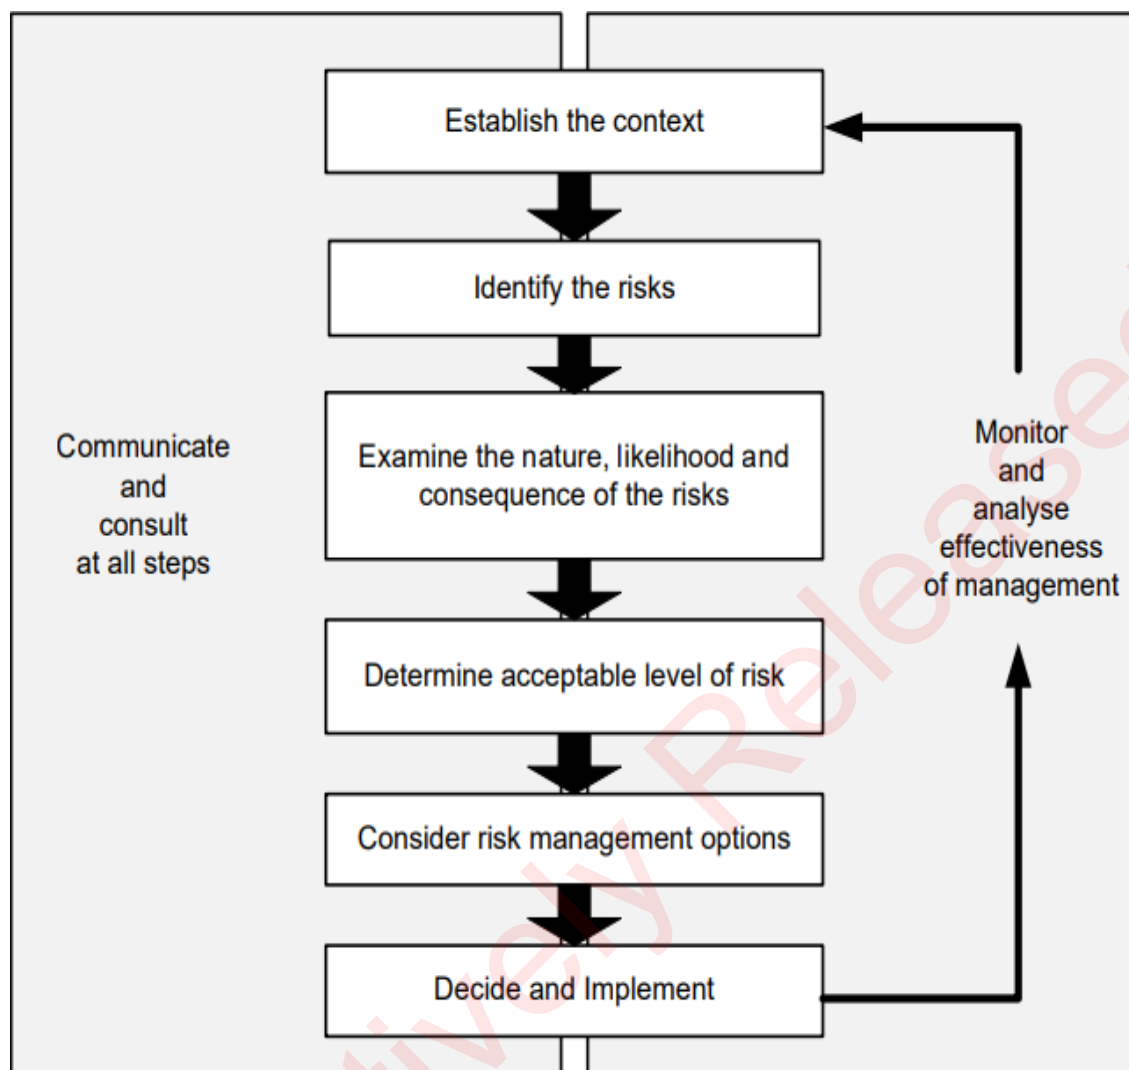 Establish the context
Identify the risks
Communicate
and
consult
at all steps
Examine the nature, likelihood and
consequence of the risks
Monitor
and
analyse
effectiveness
of management
Determine acceptable level of risk
Consider risk management options
Decide and Implement
tively Released